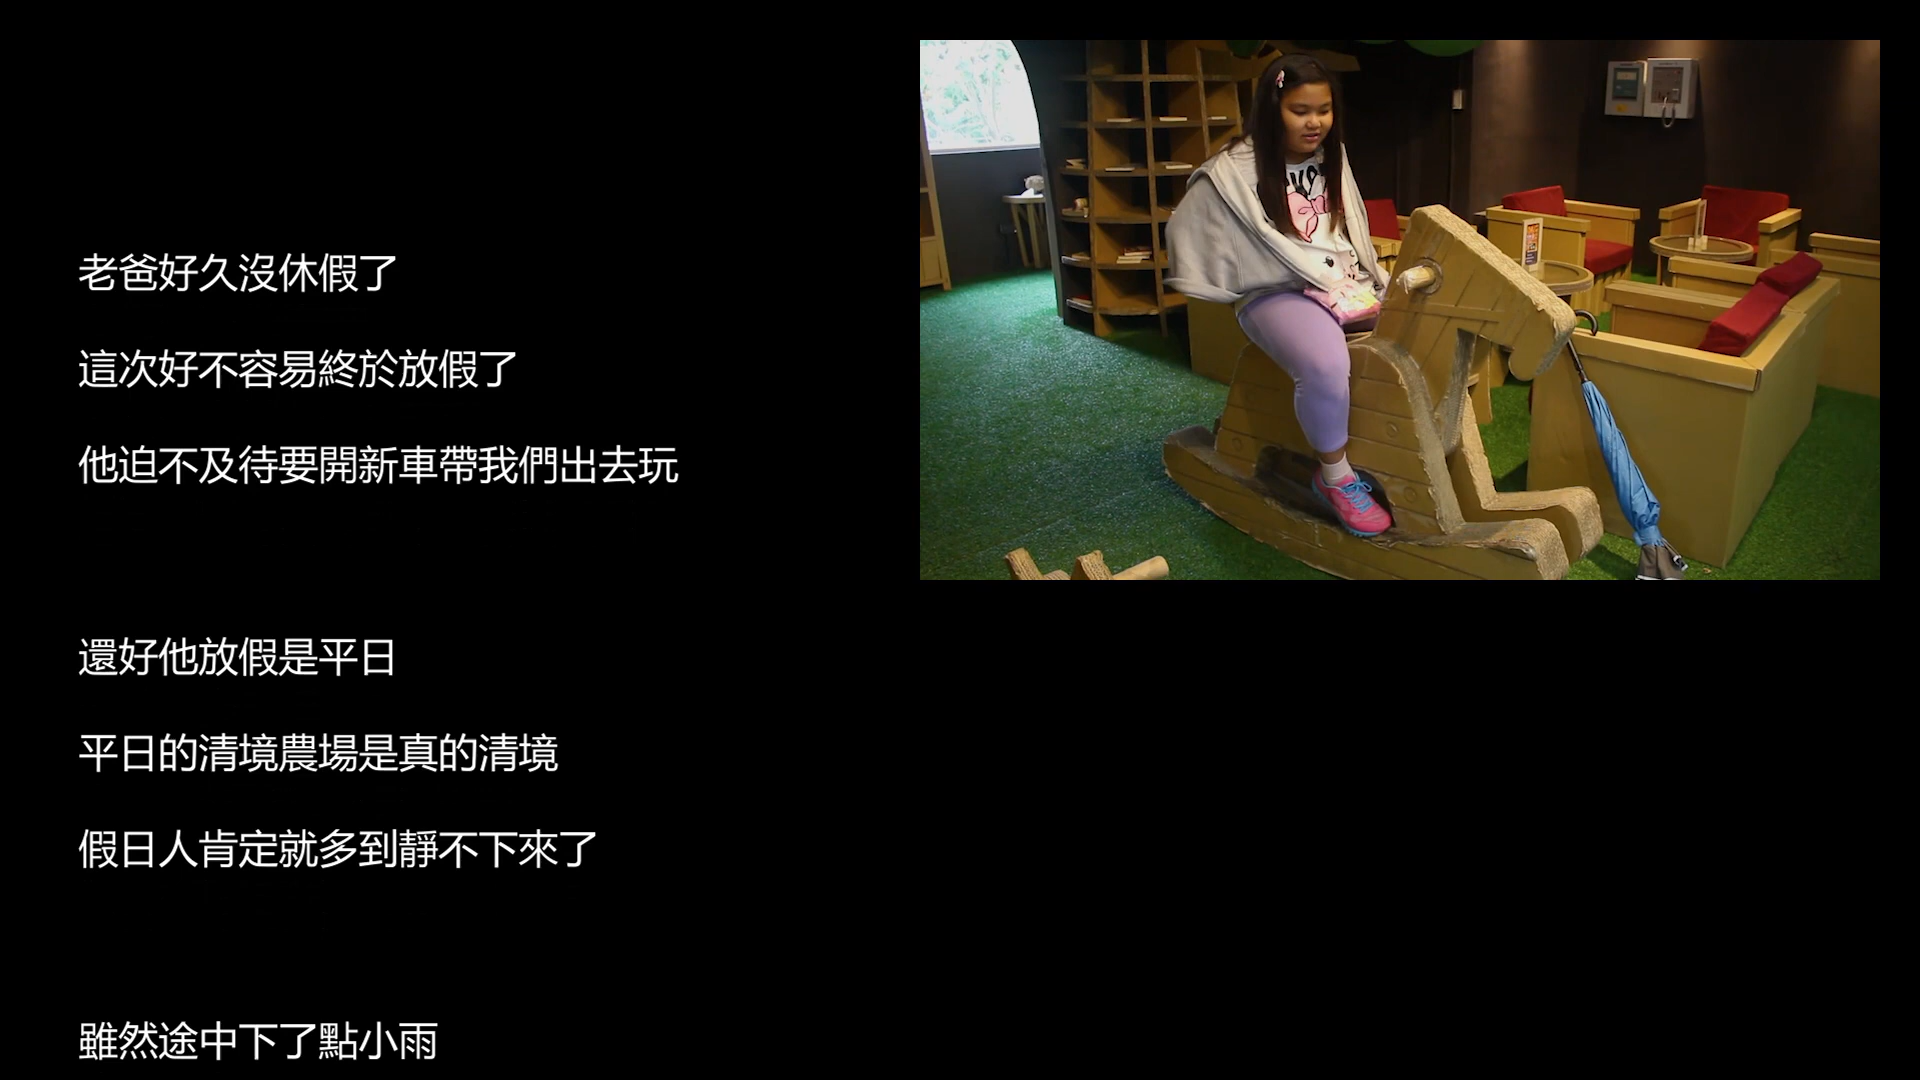 老爸好久沒休假了
這次好不容易終於放假了
他迫不及待要開新車帶我們出去玩
還好他放假是平日
平日的清境農場是真的清境
假日人肯定就多到靜不下來了
雖然途中下了點小雨